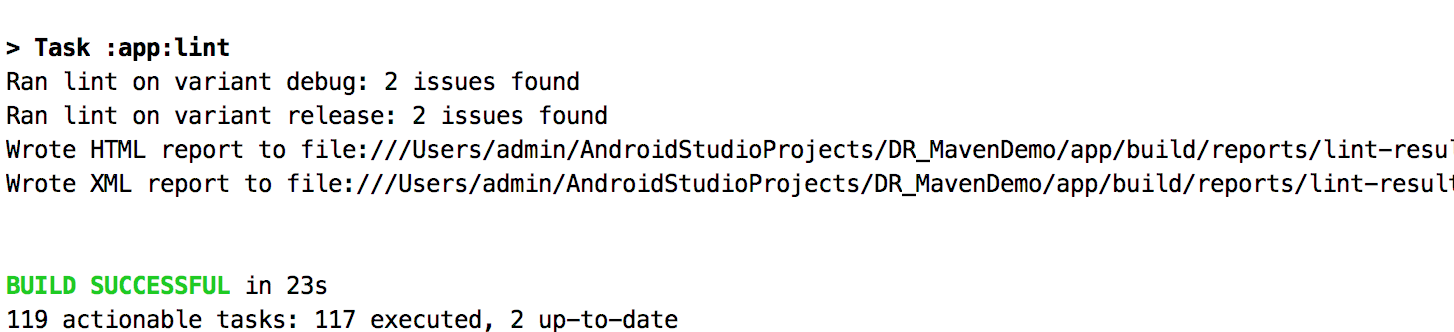 > Task :app:lint
Ran lint on variant debug: 2 issues found
Ran lint on variant release: 2 issues found
Wrote HTML report to file:///Users/admin/AndroidStudioProjects/DR_MavenDemo/app/build/reports/lint-resul
Wrote XML report to file:///Users/admin/AndroidStudioProjects/DR_MavenDemo/app/build/reports/lint-result
BUILD SUCCESSFUL in 23s
119 actionable tasks: 117 executed, 2 up-to-date